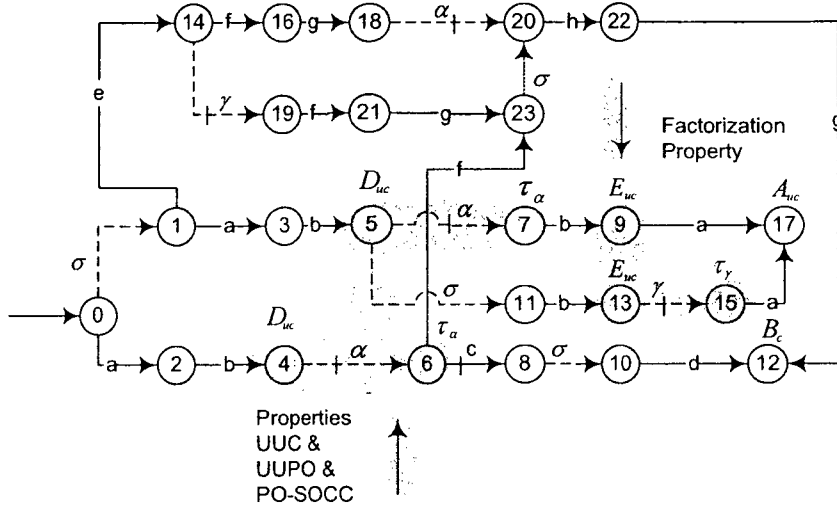 14 f 16 g 18 α 20 h 22
e
γ 19 f 21 g 23 σ
g
Factorization
Property
f
D_uc τ_α E_uc A_uc
1 a 3 b 5 α 7 b 9 a 17
σ
E_uc τ_γ
σ 11 b 13 γ 15 a
0
D_uc τ_α B_c
a 2 b 4 α 6 c 8 σ 10 d 12
Properties
UUC &
UUPO &
PO-SOCC